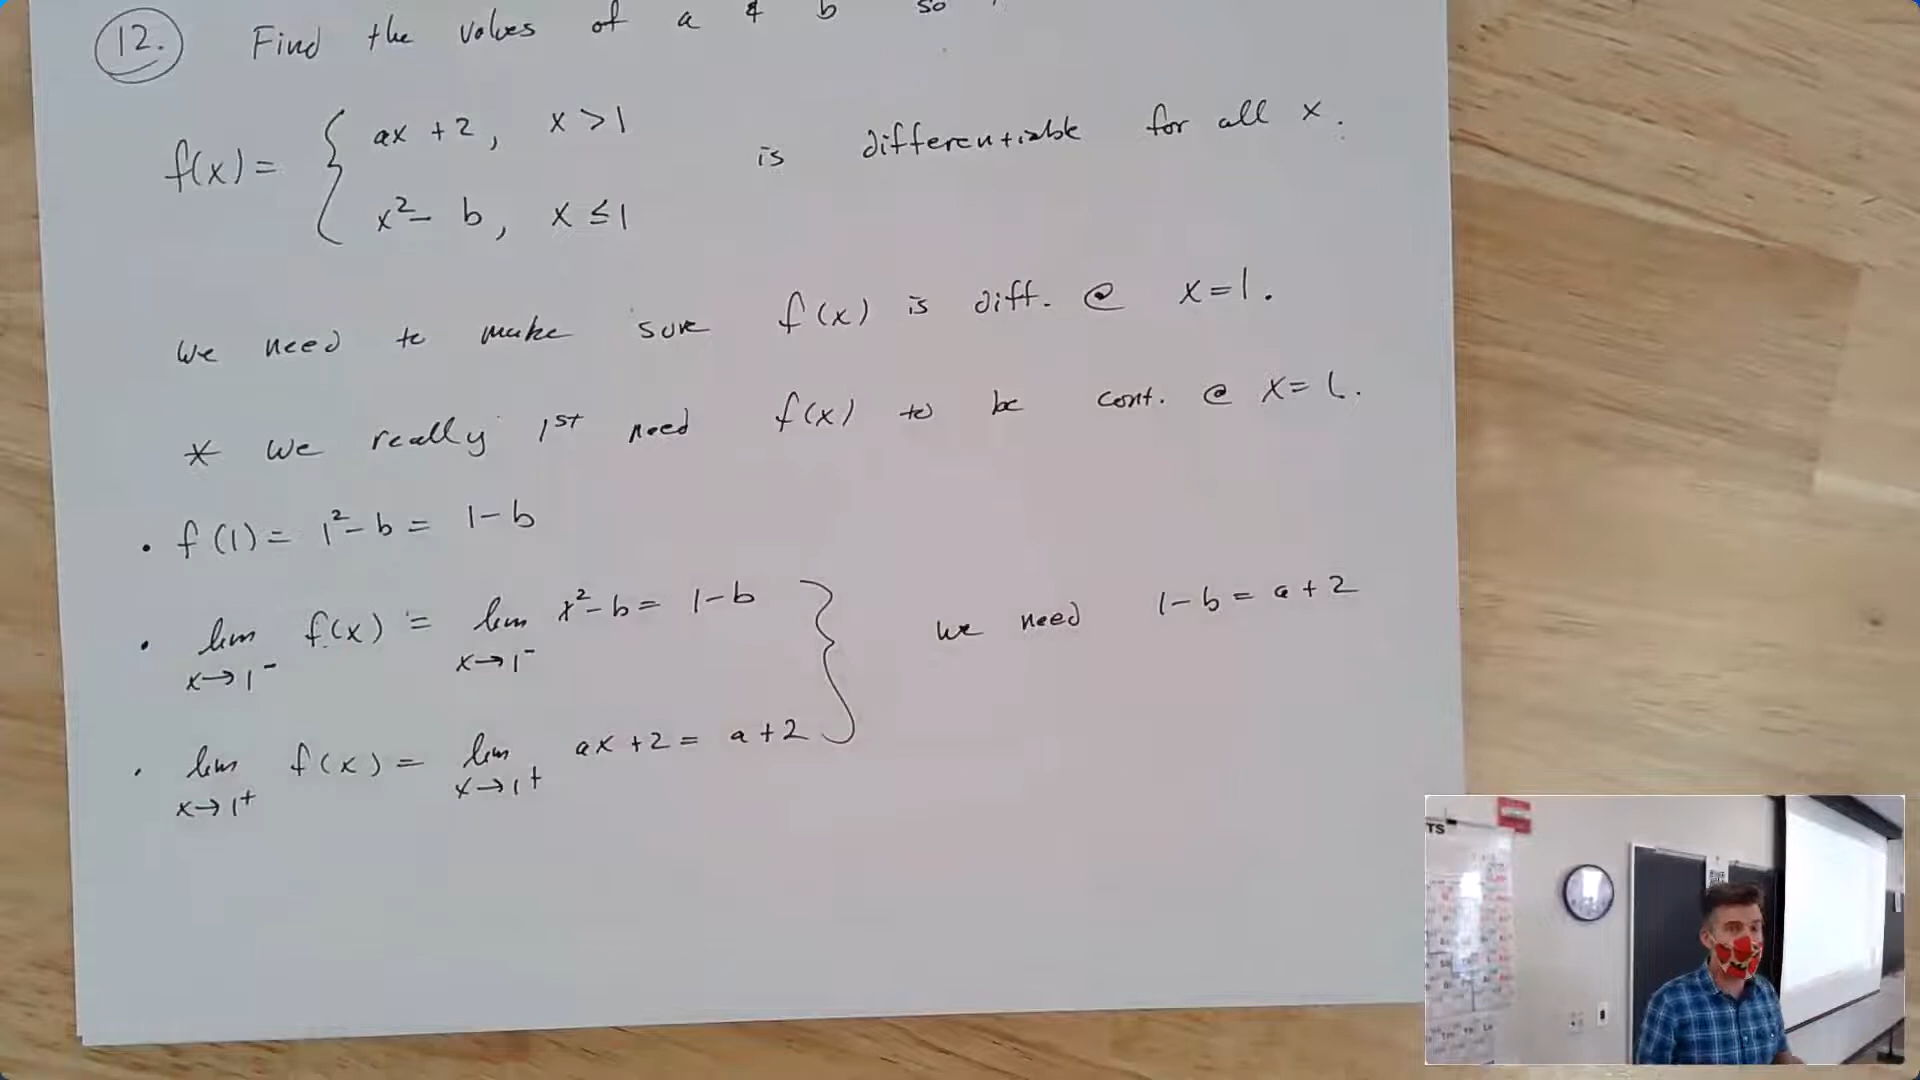 12. Find the values of a & b so
f(x) = { ax + 2, x > 1
x² - b, x ≤ 1
is differentiable for all x.
We need to make sure f(x) is diff. @ x = 1.
* We really 1st need f(x) to be cont. @ x = 1.
• f(1) = 1² - b = 1 - b
• lim x→1⁻ f(x) = lim x→1⁻ x² - b = 1 - b
• lim x→1⁺ f(x) = lim x→1⁺ ax + 2 = a + 2
} We need 1 - b = a + 2
TS